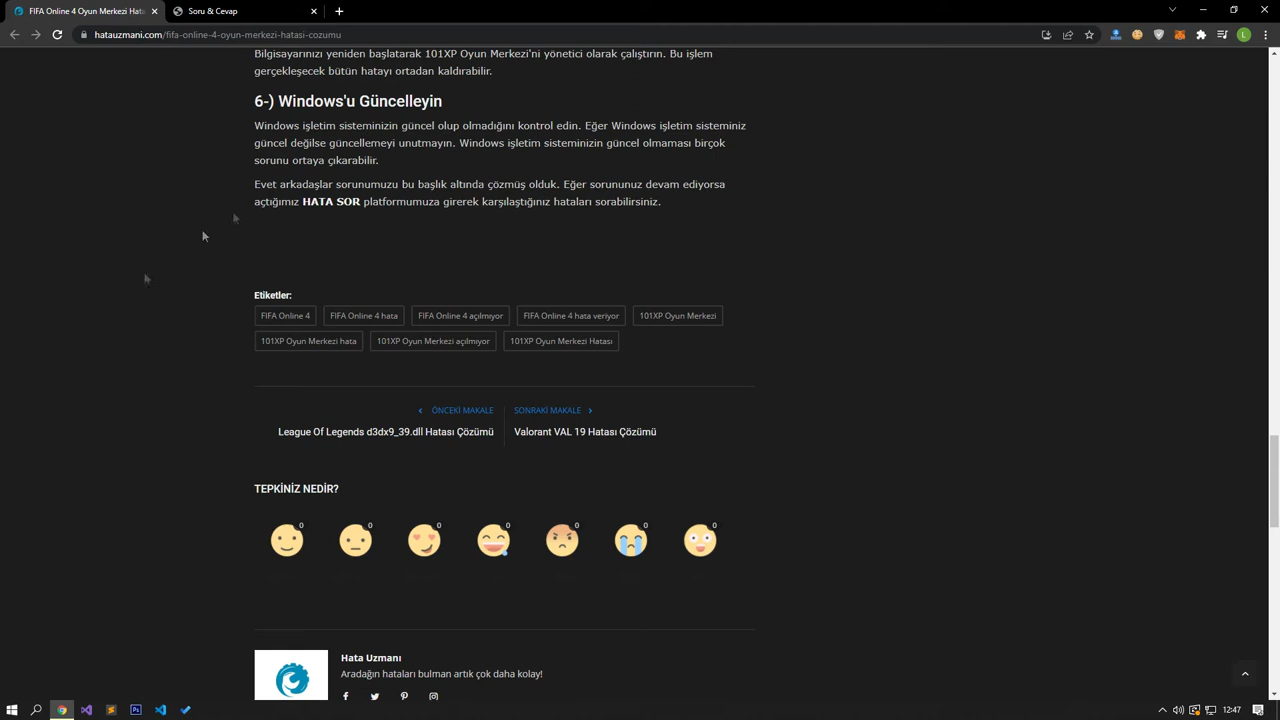 FIFA Online 4 Oyun Merkezi Hata
Soru & Cevap
hatauzmani.com/fifa-online-4-oyun-merkezi-hatasi-cozumu
L
Bilgisayarınızı yeniden başlatarak 101XP Oyun Merkezi'ni yönetici olarak çalıştırın. Bu işlem
gerçekleşecek bütün hatayı ortadan kaldırabilir.
6-) Windows'u Güncelleyin
Windows işletim sisteminizin güncel olup olmadığını kontrol edin. Eğer Windows işletim sisteminiz
güncel değilse güncellemeyi unutmayın. Windows işletim sisteminizin güncel olmaması birçok
sorunu ortaya çıkarabilir.
Evet arkadaşlar sorunumuzu bu başlık altında çözmüş olduk. Eğer sorununuz devam ediyorsa
açtığımız HATA SOR platformumuza girerek karşılaştığınız hataları sorabilirsiniz.
Etiketler:
FIFA Online 4 FIFA Online 4 hata FIFA Online 4 açılmıyor FIFA Online 4 hata veriyor 101XP Oyun Merkezi
101XP Oyun Merkezi hata 101XP Oyun Merkezi açılmıyor 101XP Oyun Merkezi Hatası
ÖNCEKİ MAKALE SONRAKİ MAKALE
League Of Legends d3dx9_39.dll Hatası Çözümü Valorant VAL 19 Hatası Çözümü
TEPKİNİZ NEDİR?
0 0 0 0 0 0 0
Hata Uzmanı
Aradağın hataları bulman artık çok daha kolay!
12:47